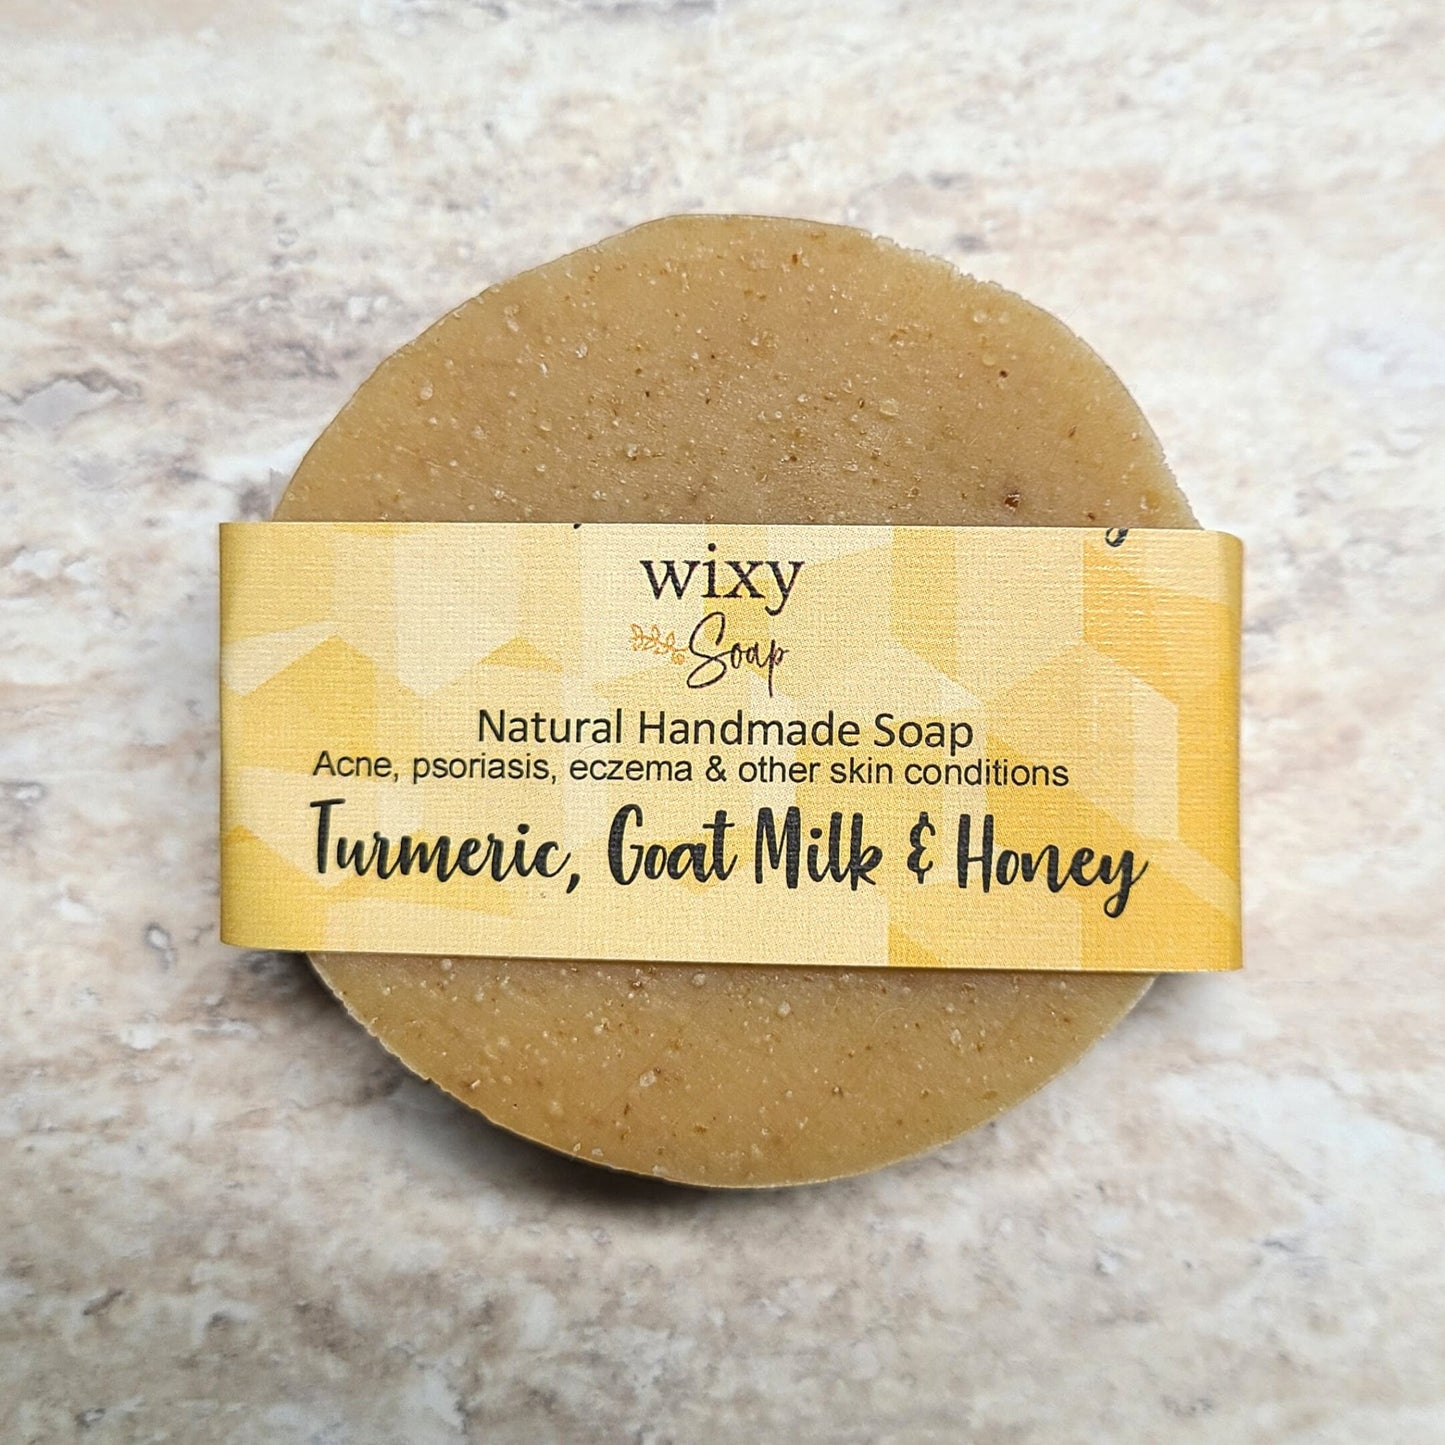 wixy
Soap
Natural Handmade Soap
Acne, psoriasis, eczema & other skin conditions
Turmeric, Goat Milk & Honey